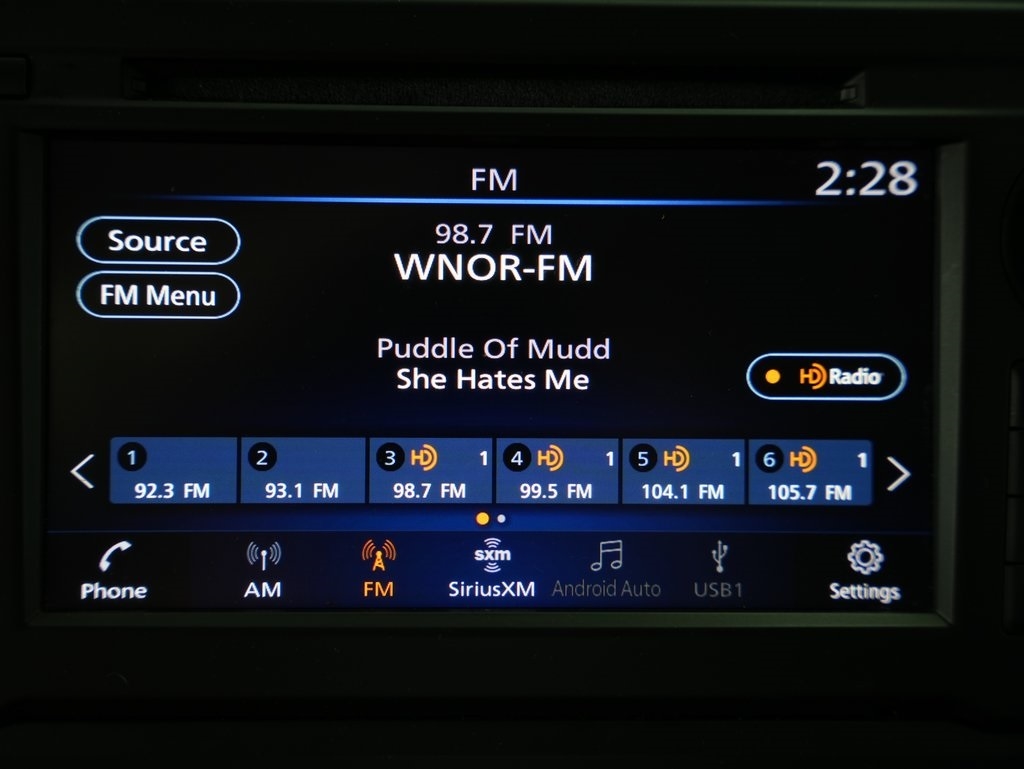 FM
2:28
Source
FM Menu
98.7 FM
WNOR-FM
Puddle Of Mudd
She Hates Me
HD Radio
1
92.3 FM
2
93.1 FM
3 HD 1
98.7 FM
4 HD 1
99.5 FM
5 HD 1
104.1 FM
6 HD 1
105.7 FM
Phone
AM
FM
sxm
SiriusXM
Android Auto
USB1
Settings